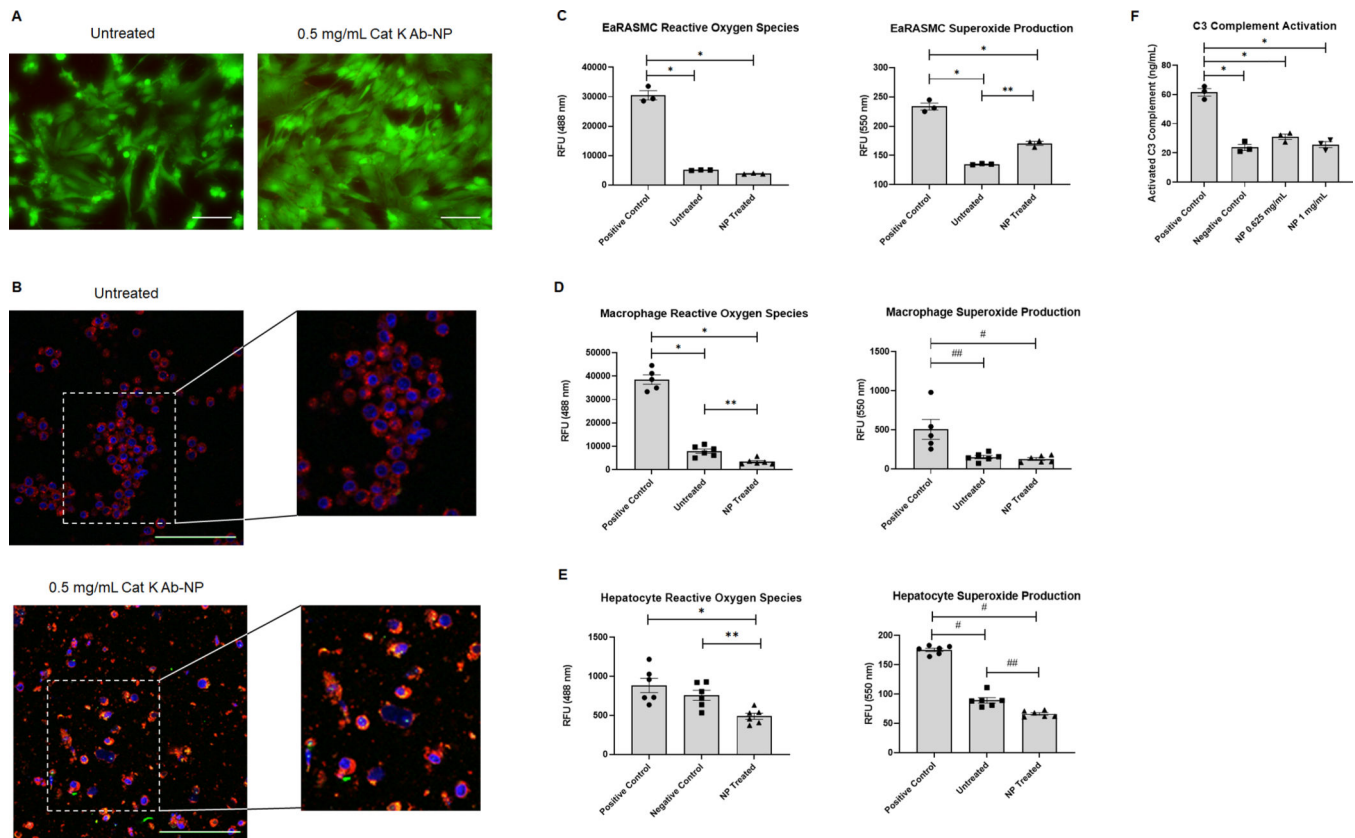 A
Untreated
0.5 mg/mL Cat K Ab-NP
B
Untreated
0.5 mg/mL Cat K Ab-NP
C
EaRASMC Reactive Oxygen Species
*
*
RFU (488 nm)
40000
30000
20000
10000
0
Positive Control
Untreated
NP Treated
EaRASMC Superoxide Production
*
*
**
RFU (550 nm)
300
250
200
150
100
Positive Control
Untreated
NP Treated
D
Macrophage Reactive Oxygen Species
*
*
**
RFU (488 nm)
50000
40000
30000
20000
10000
0
Positive Control
Untreated
NP Treated
Macrophage Superoxide Production
#
##
RFU (550 nm)
1500
1000
500
0
Positive Control
Untreated
NP Treated
E
Hepatocyte Reactive Oxygen Species
*
**
RFU (488 nm)
1500
1000
500
0
Positive Control
Negative Control
NP Treated
Hepatocyte Superoxide Production
#
#
##
RFU (550 nm)
200
150
100
50
0
Positive Control
Untreated
NP Treated
F
C3 Complement Activation
*
*
*
Activated C3 Complement (ng/mL)
80
60
40
20
0
Positive Control
Negative Control
NP 0.625 mg/mL
NP 1 mg/mL